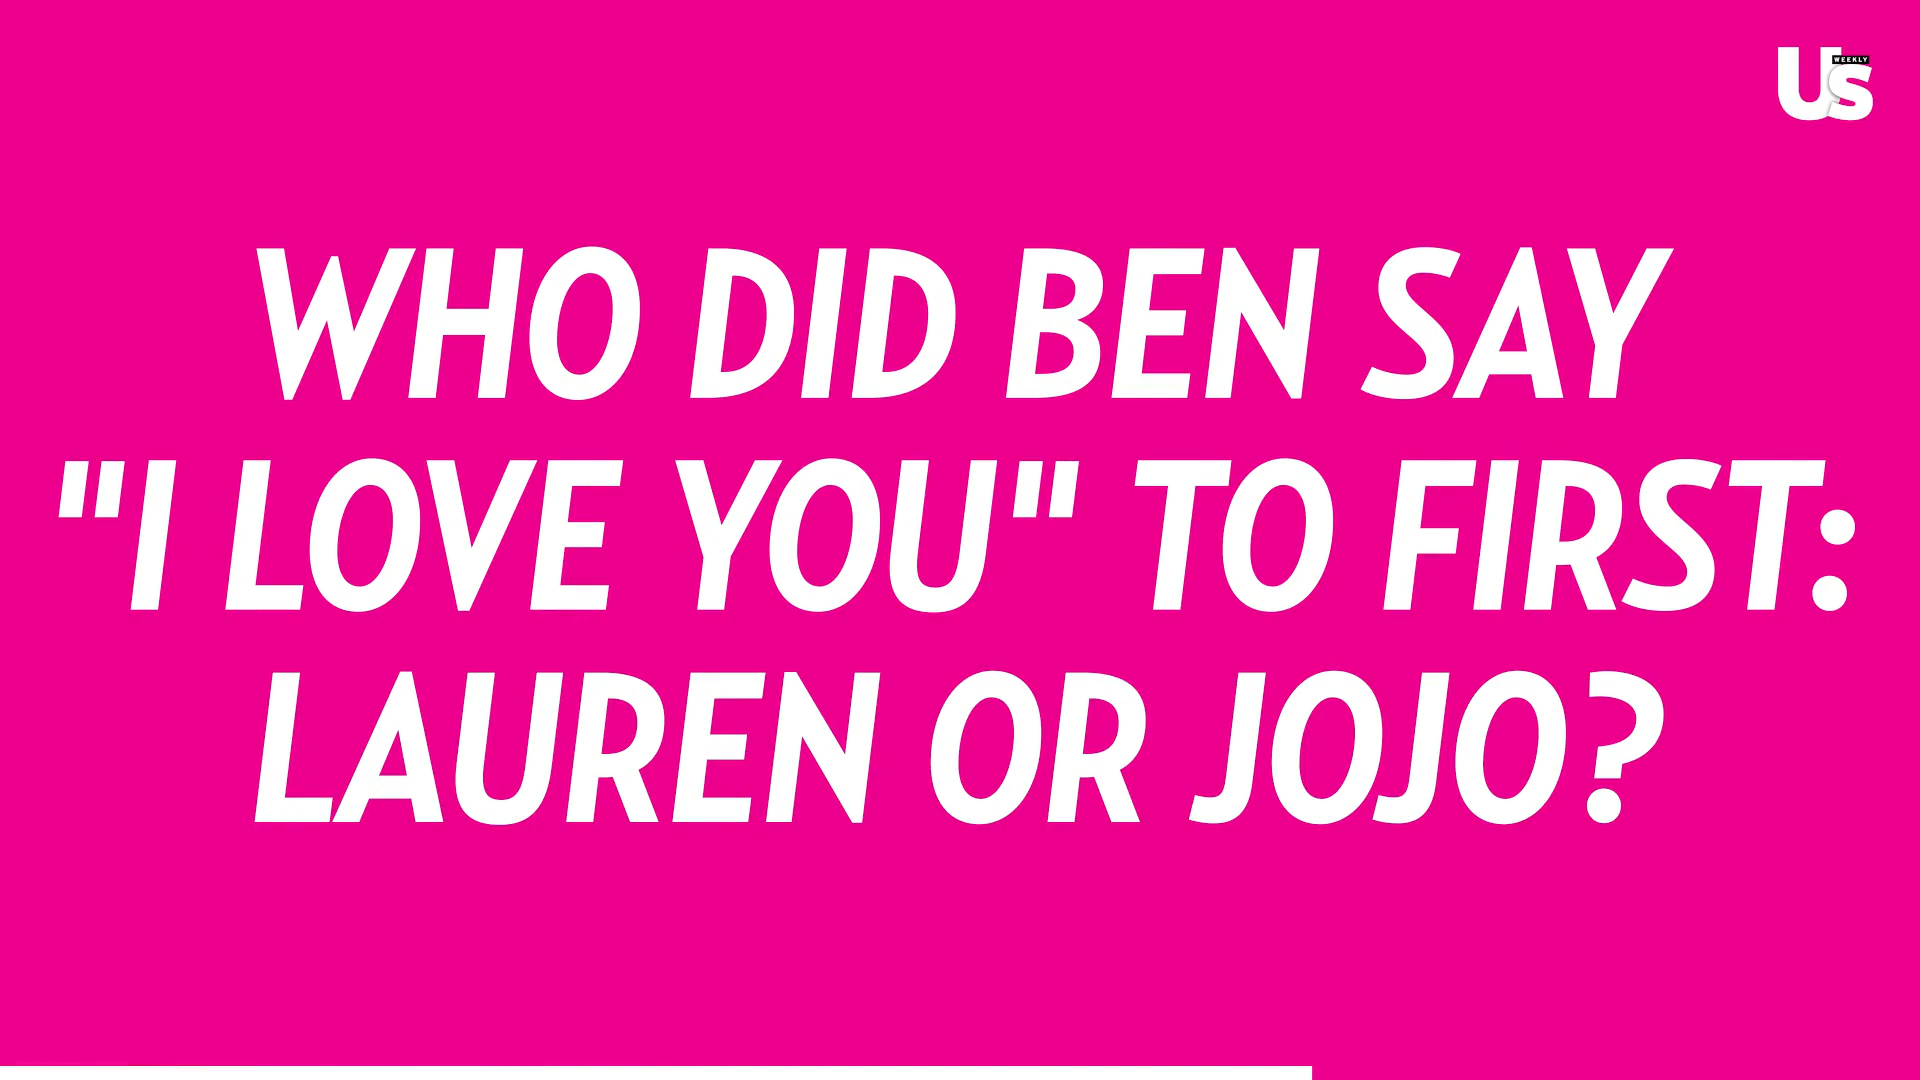 Us
WEEKLY
WHO DID BEN SAY
"I LOVE YOU" TO FIRST:
LAUREN OR JOJO?